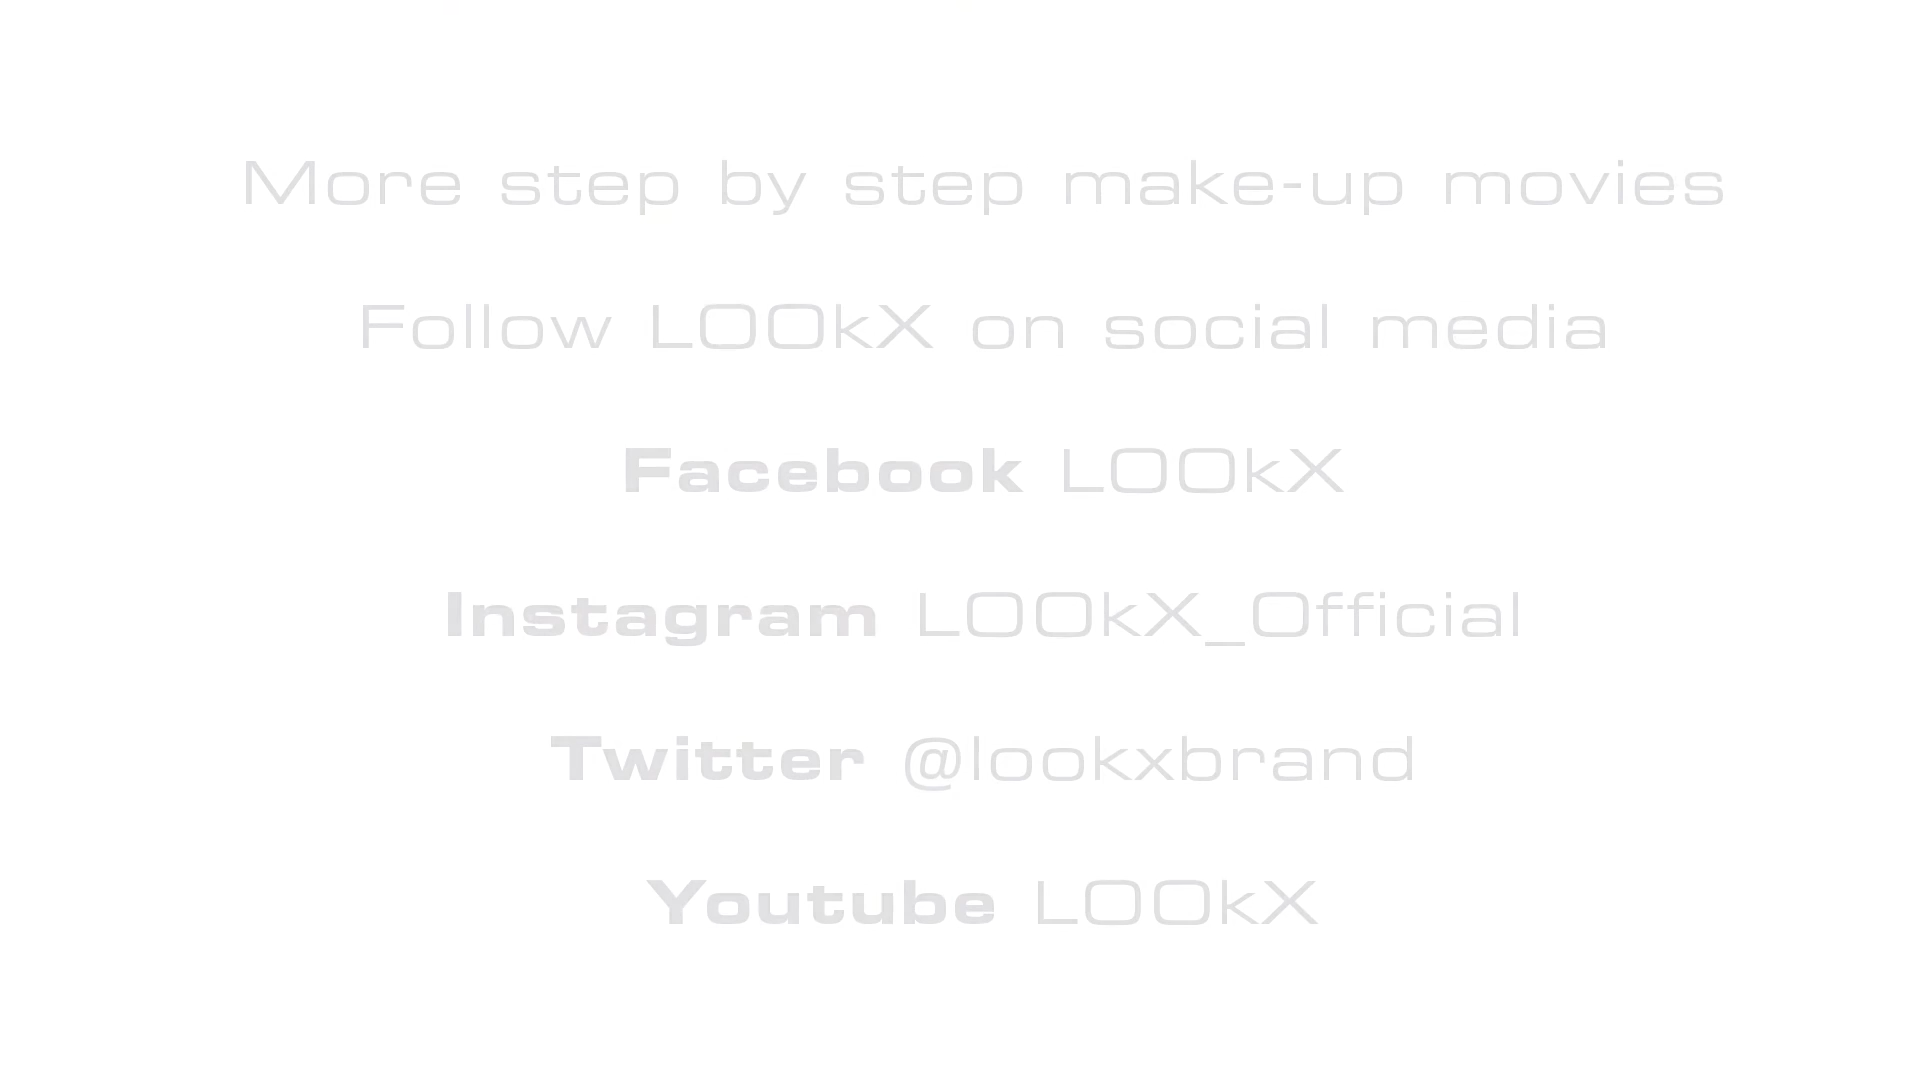 More step by step make-up movies
Follow LOOkX on social media
Facebook LOOkX
Instagram LOOkX_Official
Twitter @lookxbrand
Youtube LOOkX